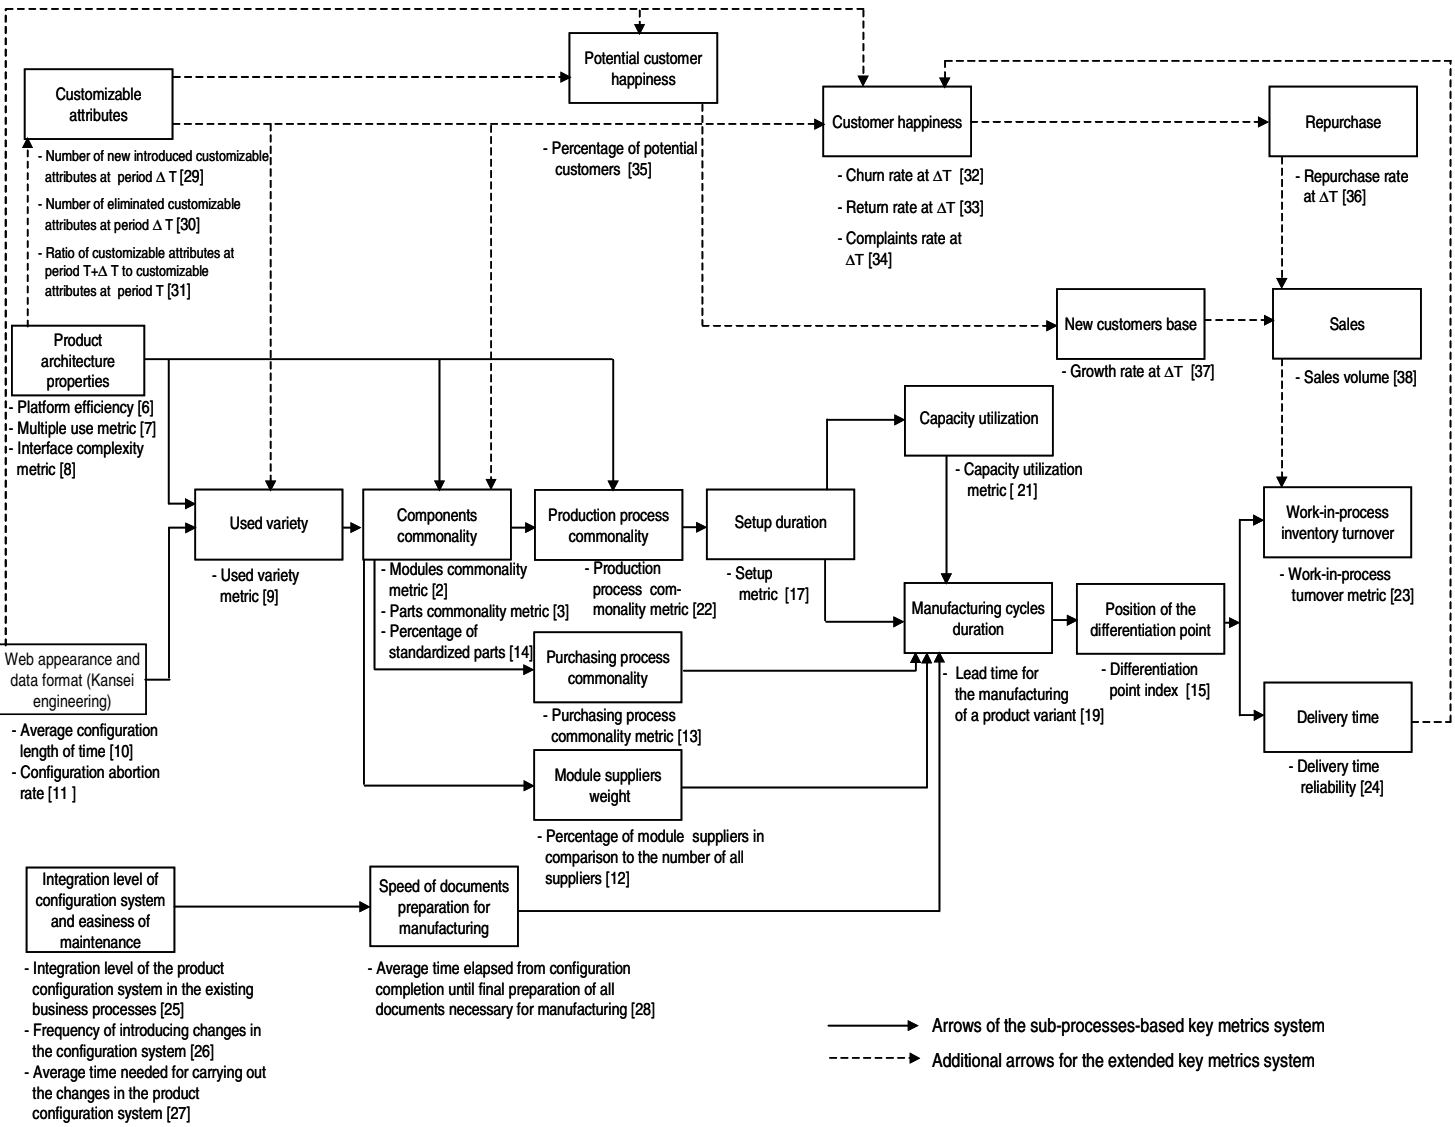 Potential customer
happiness
Customizable
attributes
Customer happiness
Repurchase
- Number of new introduced customizable
attributes at period Δ T [29]
- Number of eliminated customizable
attributes at period Δ T [30]
- Ratio of customizable attributes at
period T+Δ T to customizable
attributes at period T [31]
- Percentage of potential
customers [35]
- Churn rate at ΔT [32]
- Return rate at ΔT [33]
- Complaints rate at
ΔT [34]
- Repurchase rate
at ΔT [36]
Product
architecture
properties
New customers base
Sales
- Growth rate at ΔT [37]
- Sales volume [38]
- Platform efficiency [6]
- Multiple use metric [7]
- Interface complexity
metric [8]
Capacity utilization
- Capacity utilization
metric [ 21]
Used variety
Components
commonality
Production process
commonality
Setup duration
Work-in-process
inventory turnover
- Used variety
metric [9]
- Modules commonality
metric [2]
- Parts commonality metric [3]
- Percentage of
standardized parts [14]
- Production
process com-
monality metric [22]
- Setup
metric [17]
- Work-in-process
turnover metric [23]
Manufacturing cycles
duration
Position of the
differentiation point
Web appearance and
data format (Kansei
engineering)
Purchasing process
commonality
- Lead time for
the manufacturing
of a product variant [19]
- Differentiation
point index [15]
Delivery time
- Average configuration
length of time [10]
- Configuration abortion
rate [11 ]
- Purchasing process
commonality metric [13]
Module suppliers
weight
- Delivery time
reliability [24]
- Percentage of module suppliers in
comparison to the number of all
suppliers [12]
Integration level of
configuration system
and easiness of
maintenance
Speed of documents
preparation for
manufacturing
- Integration level of the product
configuration system in the existing
business processes [25]
- Frequency of introducing changes in
the configuration system [26]
- Average time needed for carrying out
the changes in the product
configuration system [27]
- Average time elapsed from configuration
completion until final preparation of all
documents necessary for manufacturing [28]
Arrows of the sub-processes-based key metrics system
Additional arrows for the extended key metrics system